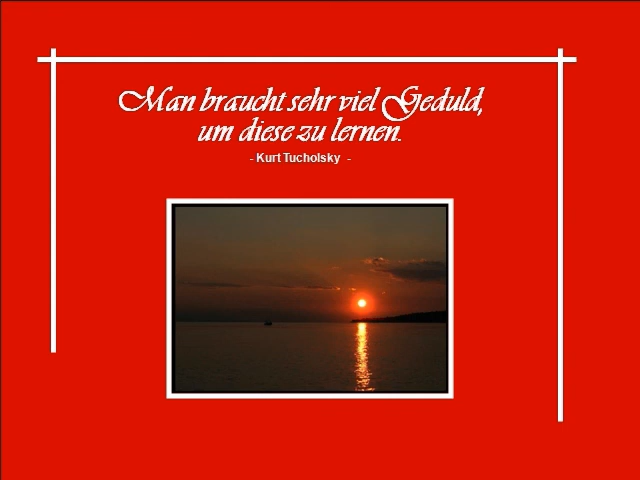 Man braucht sehr viel Geduld,
um diese zu lernen.
- Kurt Tucholsky -